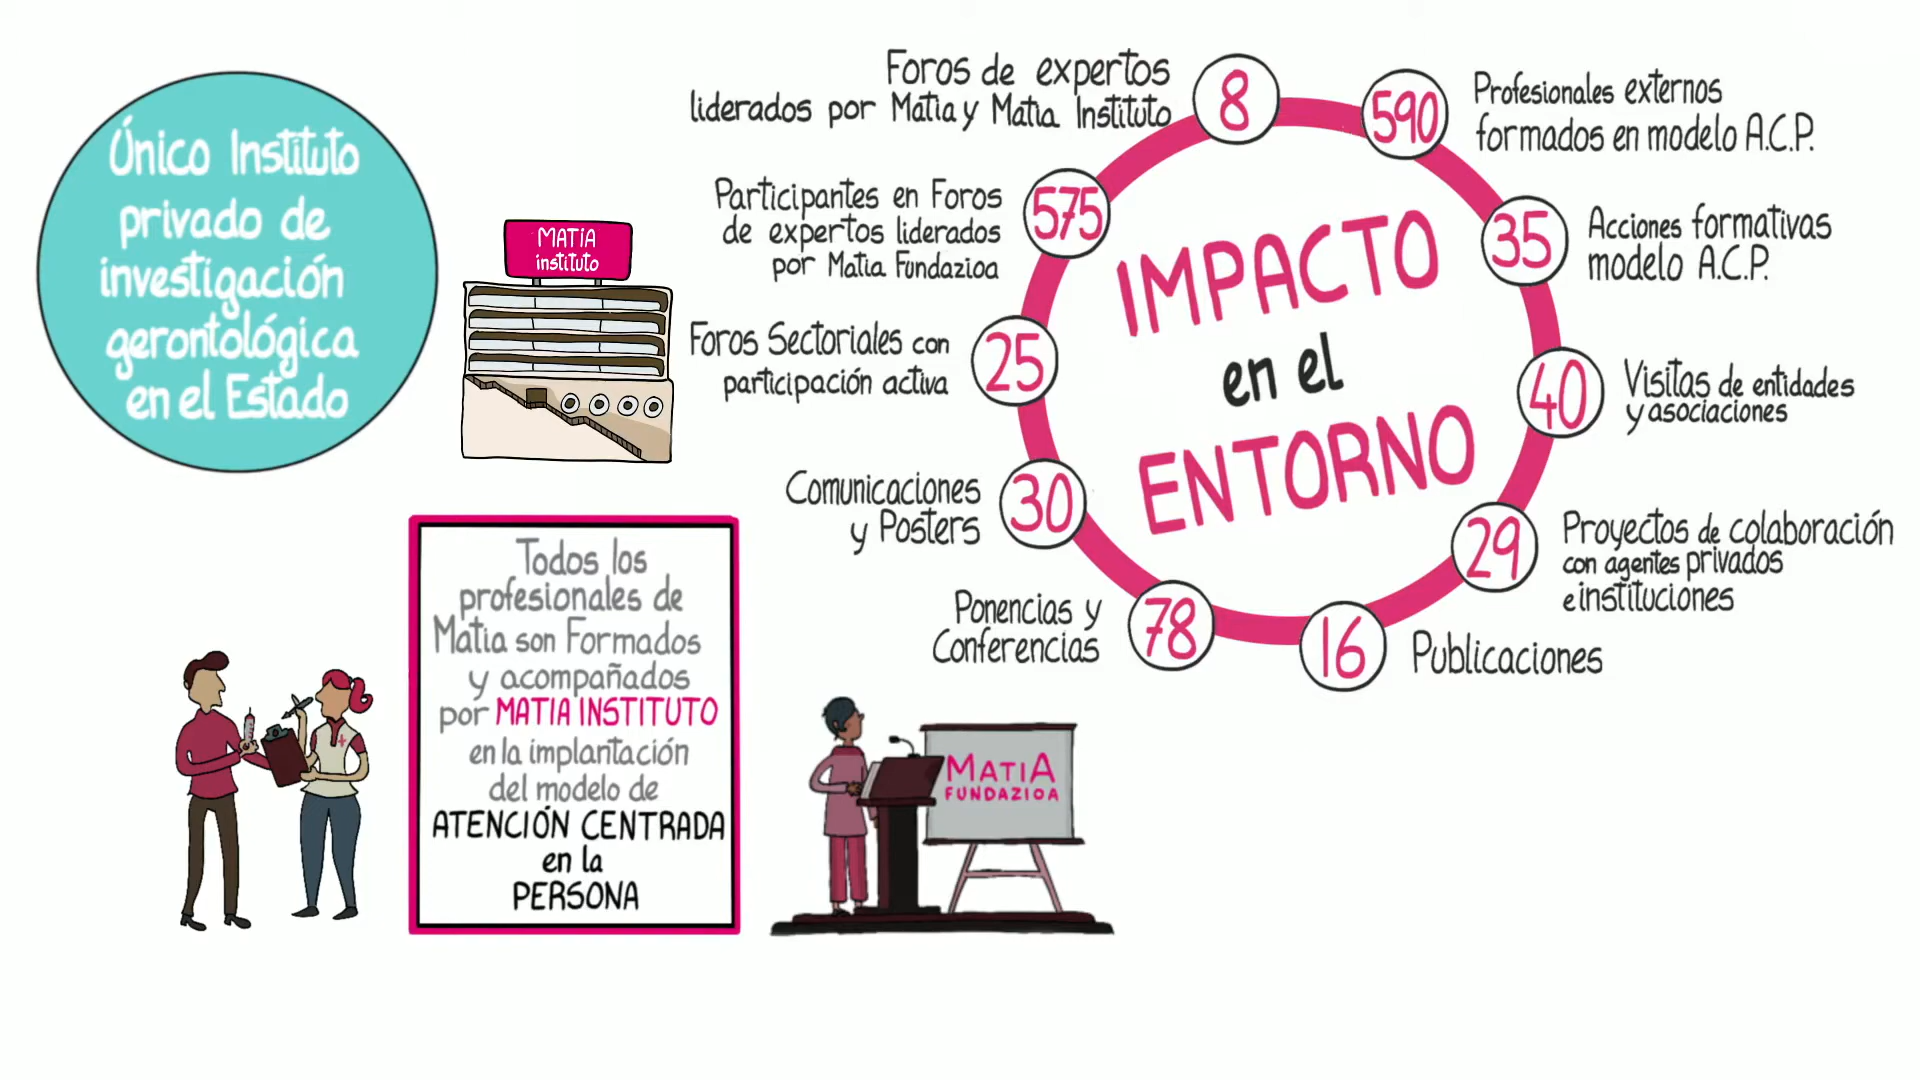 Único Instituto
privado de
investigación
gerontológica
en el Estado
MATIA
instituto
Todos los
profesionales de
Matia son Formados
y acompañados
por MATIA INSTITUTO
en la implantación
del modelo de
ATENCIÓN CENTRADA
en la
PERSONA
MATIA
FUNDAZIOA
IMPACTO
en el
ENTORNO
8
Foros de expertos
liderados por Matia y Matia Instituto
590
Profesionales externos
formados en modelo A.C.P.
35
Acciones formativas
modelo A.C.P.
40
Visitas de entidades
y asociaciones
29
Proyectos de colaboración
con agentes privados
e instituciones
16
Publicaciones
78
Ponencias y
Conferencias
30
Comunicaciones
y Posters
25
Foros Sectoriales con
participación activa
575
Participantes en Foros
de expertos liderados
por Matia Fundazioa